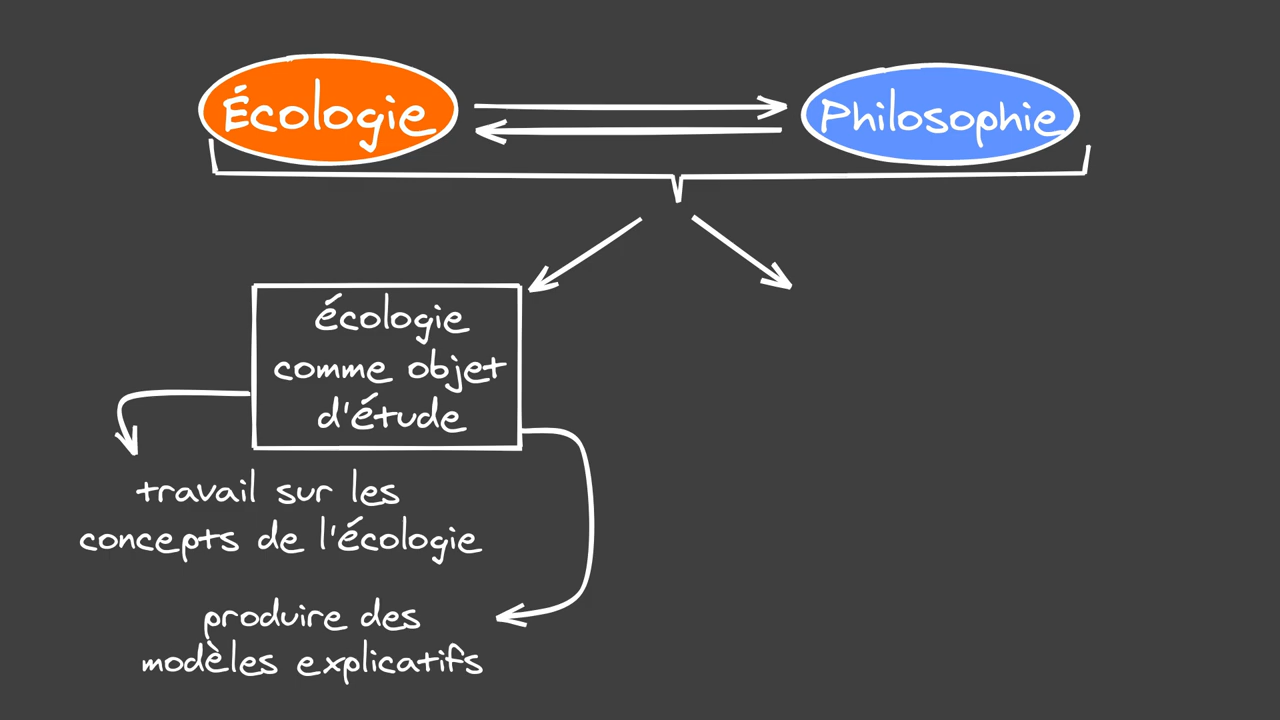 Écologie
Philosophie
écologie
comme objet
d'étude
travail sur les
concepts de l'écologie
produire des
modèles explicatifs